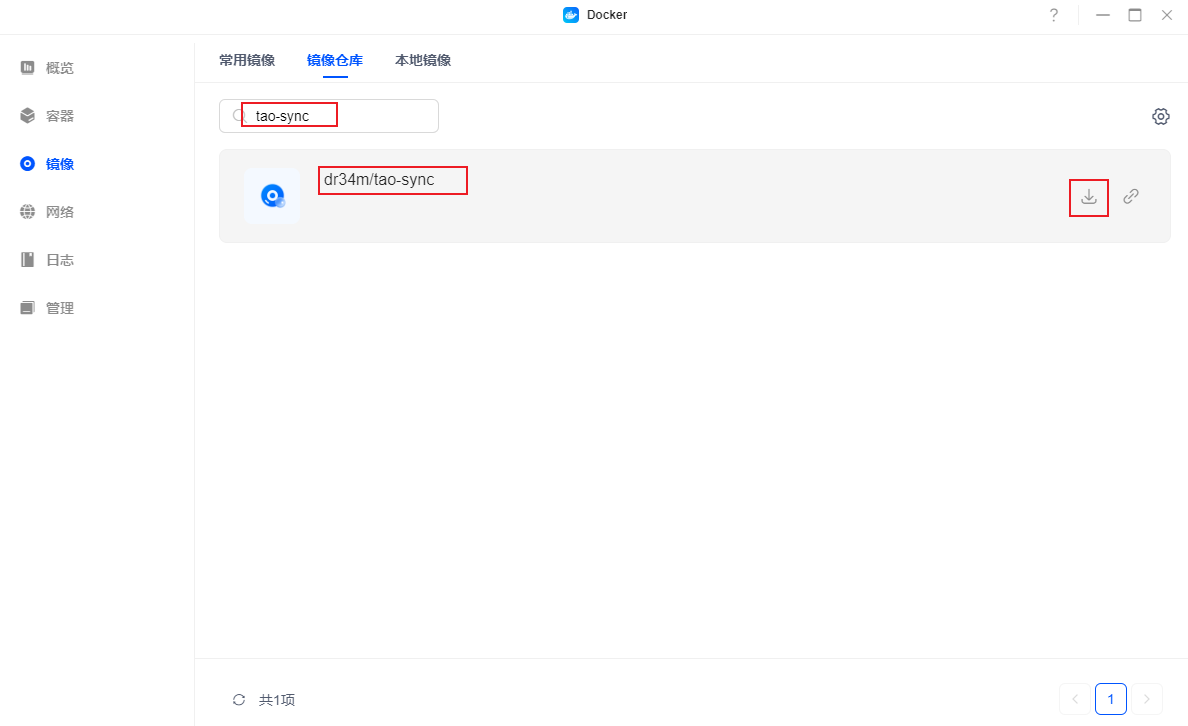 Docker
?
概览
容器
镜像
网络
日志
管理
常用镜像 镜像仓库 本地镜像
tao-sync
dr34m/tao-sync
共1项
1